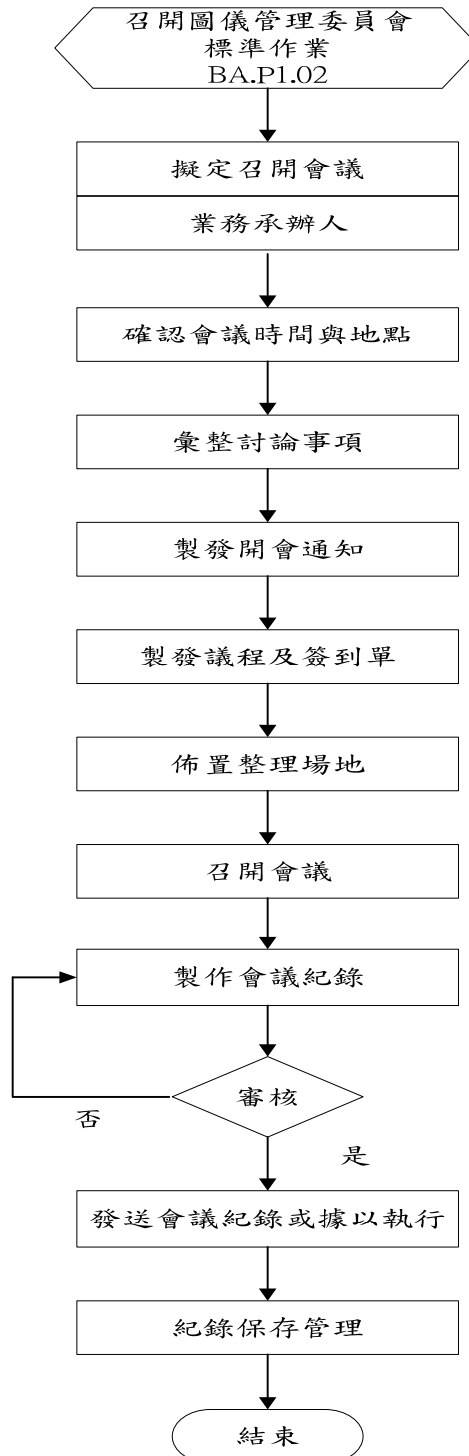 召開圖儀管理委員會
標準作業
BA.P1.02
擬定召開會議
業務承辦人
確認會議時間與地點
彙整討論事項
製發開會通知
製發議程及簽到單
佈置整理場地
召開會議
製作會議紀錄
審核
否
是
發送會議紀錄或據以執行
紀錄保存管理
結束